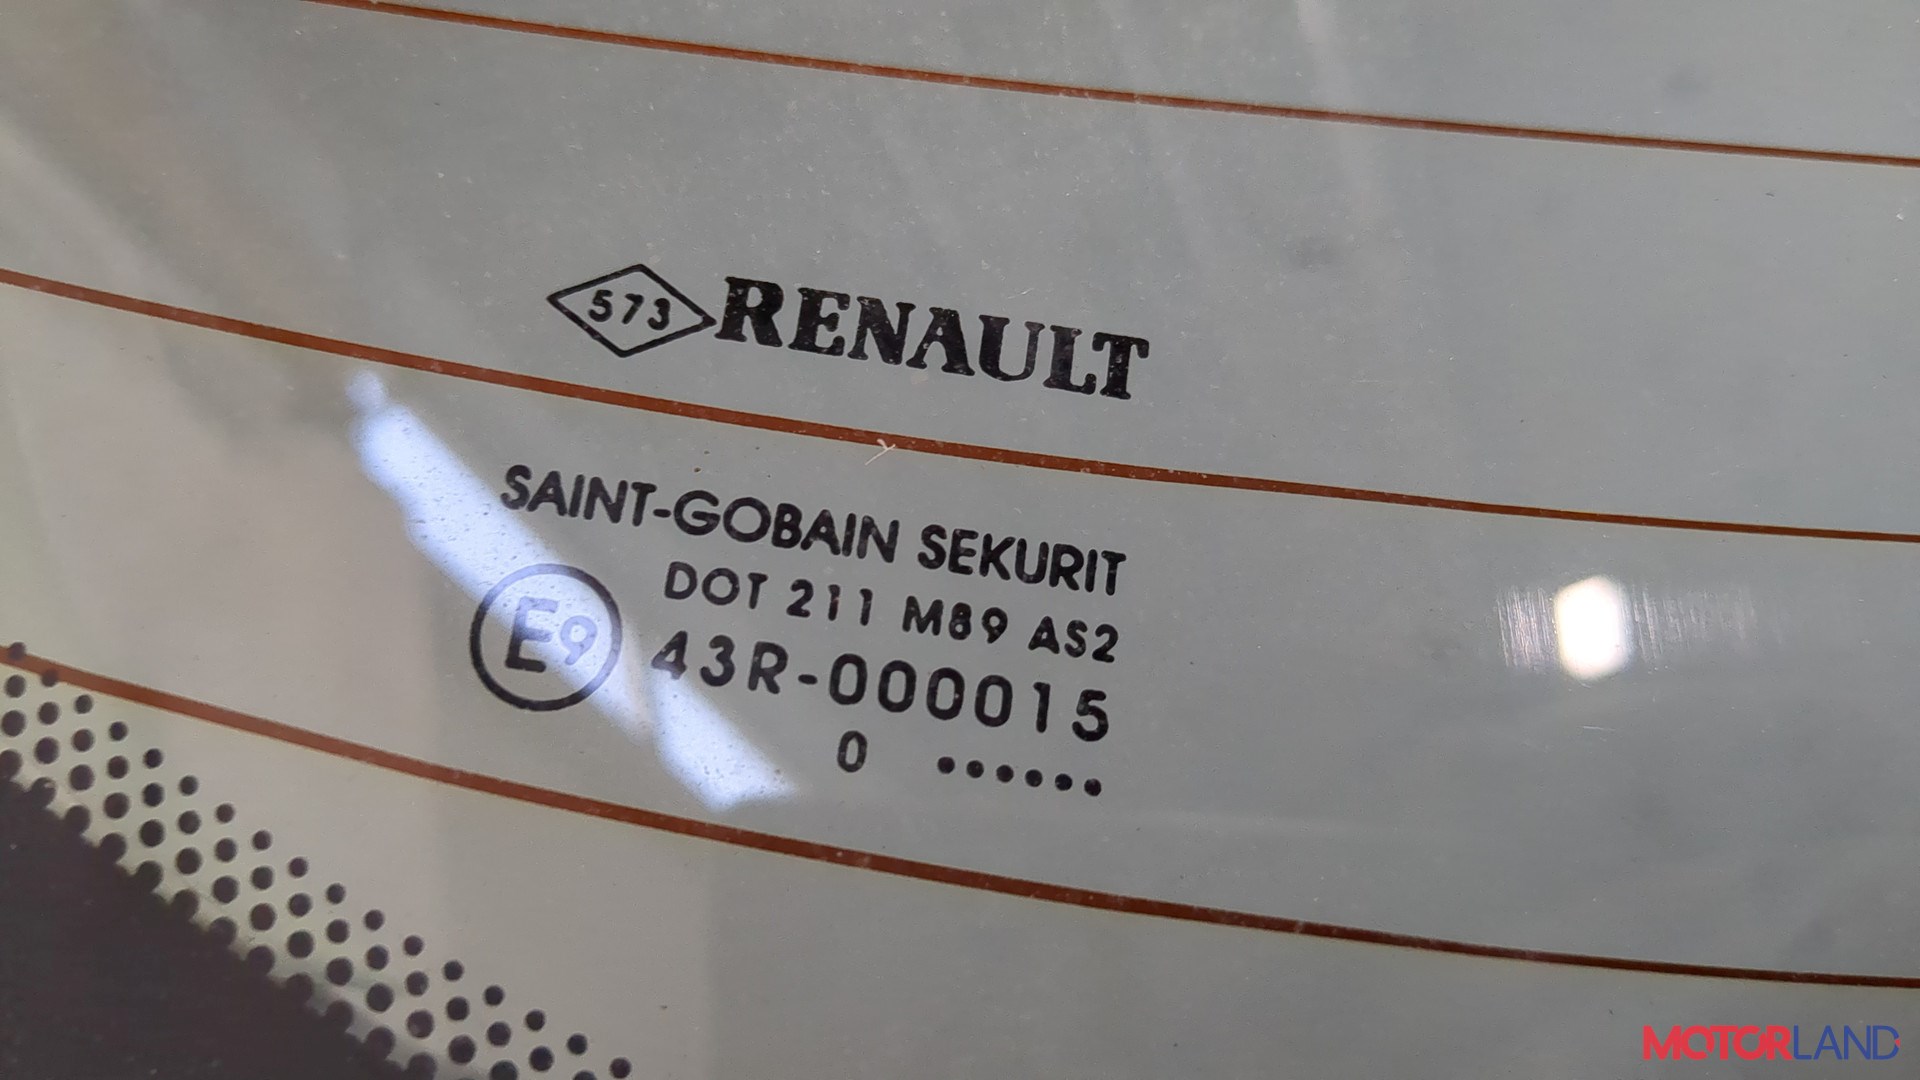 573 RENAULT
SAINT-GOBAIN SEKURIT
DOT 211 M89 AS2
E9 43R-000015
0 ......
MOTORLAND